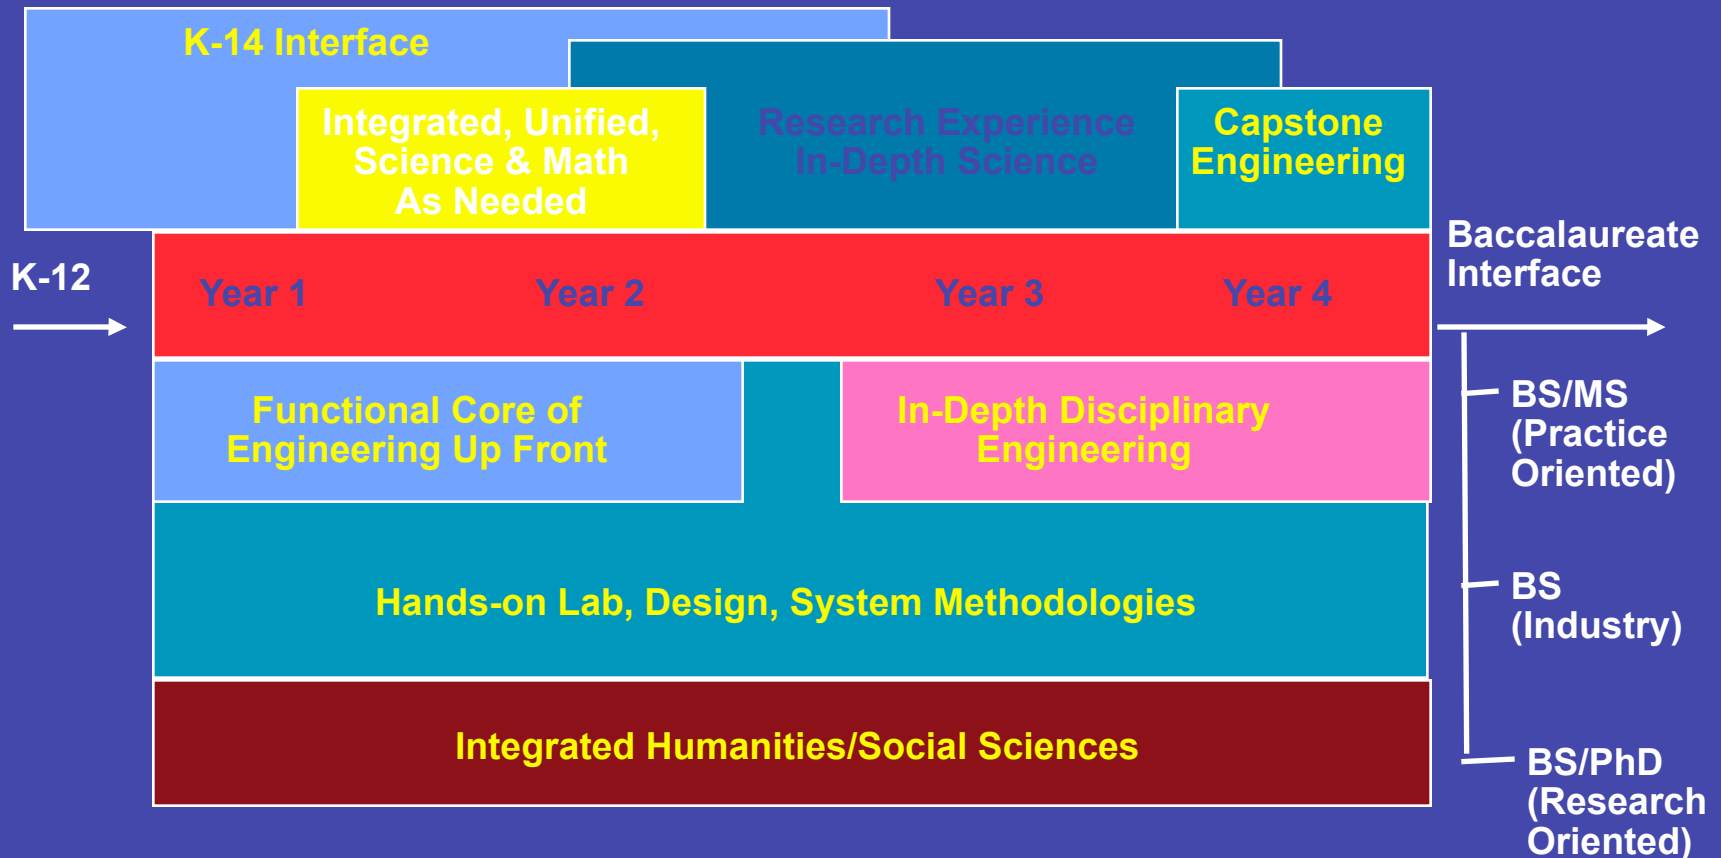 K-14 Interface
Integrated, Unified,
Science & Math
As Needed
Research Experience
In-Depth Science
Capstone
Engineering
K-12
Year 1
Year 2
Year 3
Year 4
Baccalaureate
Interface
Functional Core of
Engineering Up Front
In-Depth Disciplinary
Engineering
BS/MS
(Practice
Oriented)
Hands-on Lab, Design, System Methodologies
BS
(Industry)
Integrated Humanities/Social Sciences
BS/PhD
(Research
Oriented)